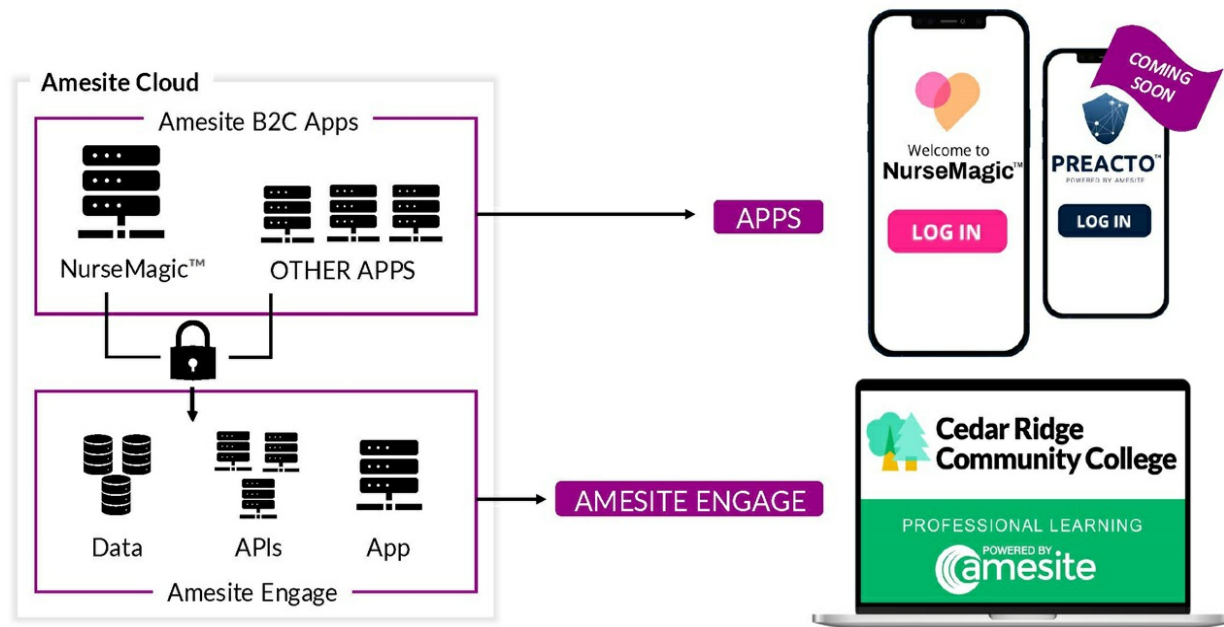 Amesite Cloud
Amesite B2C Apps
NurseMagic™
OTHER APPS
Data
APIs
App
Amesite Engage
APPS
AMESITE ENGAGE
Welcome to
NurseMagic™
LOG IN
COMING
SOON
PREACTO™
POWERED BY AMESITE
LOG IN
Cedar Ridge
Community College
PROFESSIONAL LEARNING
POWERED BY
amesite